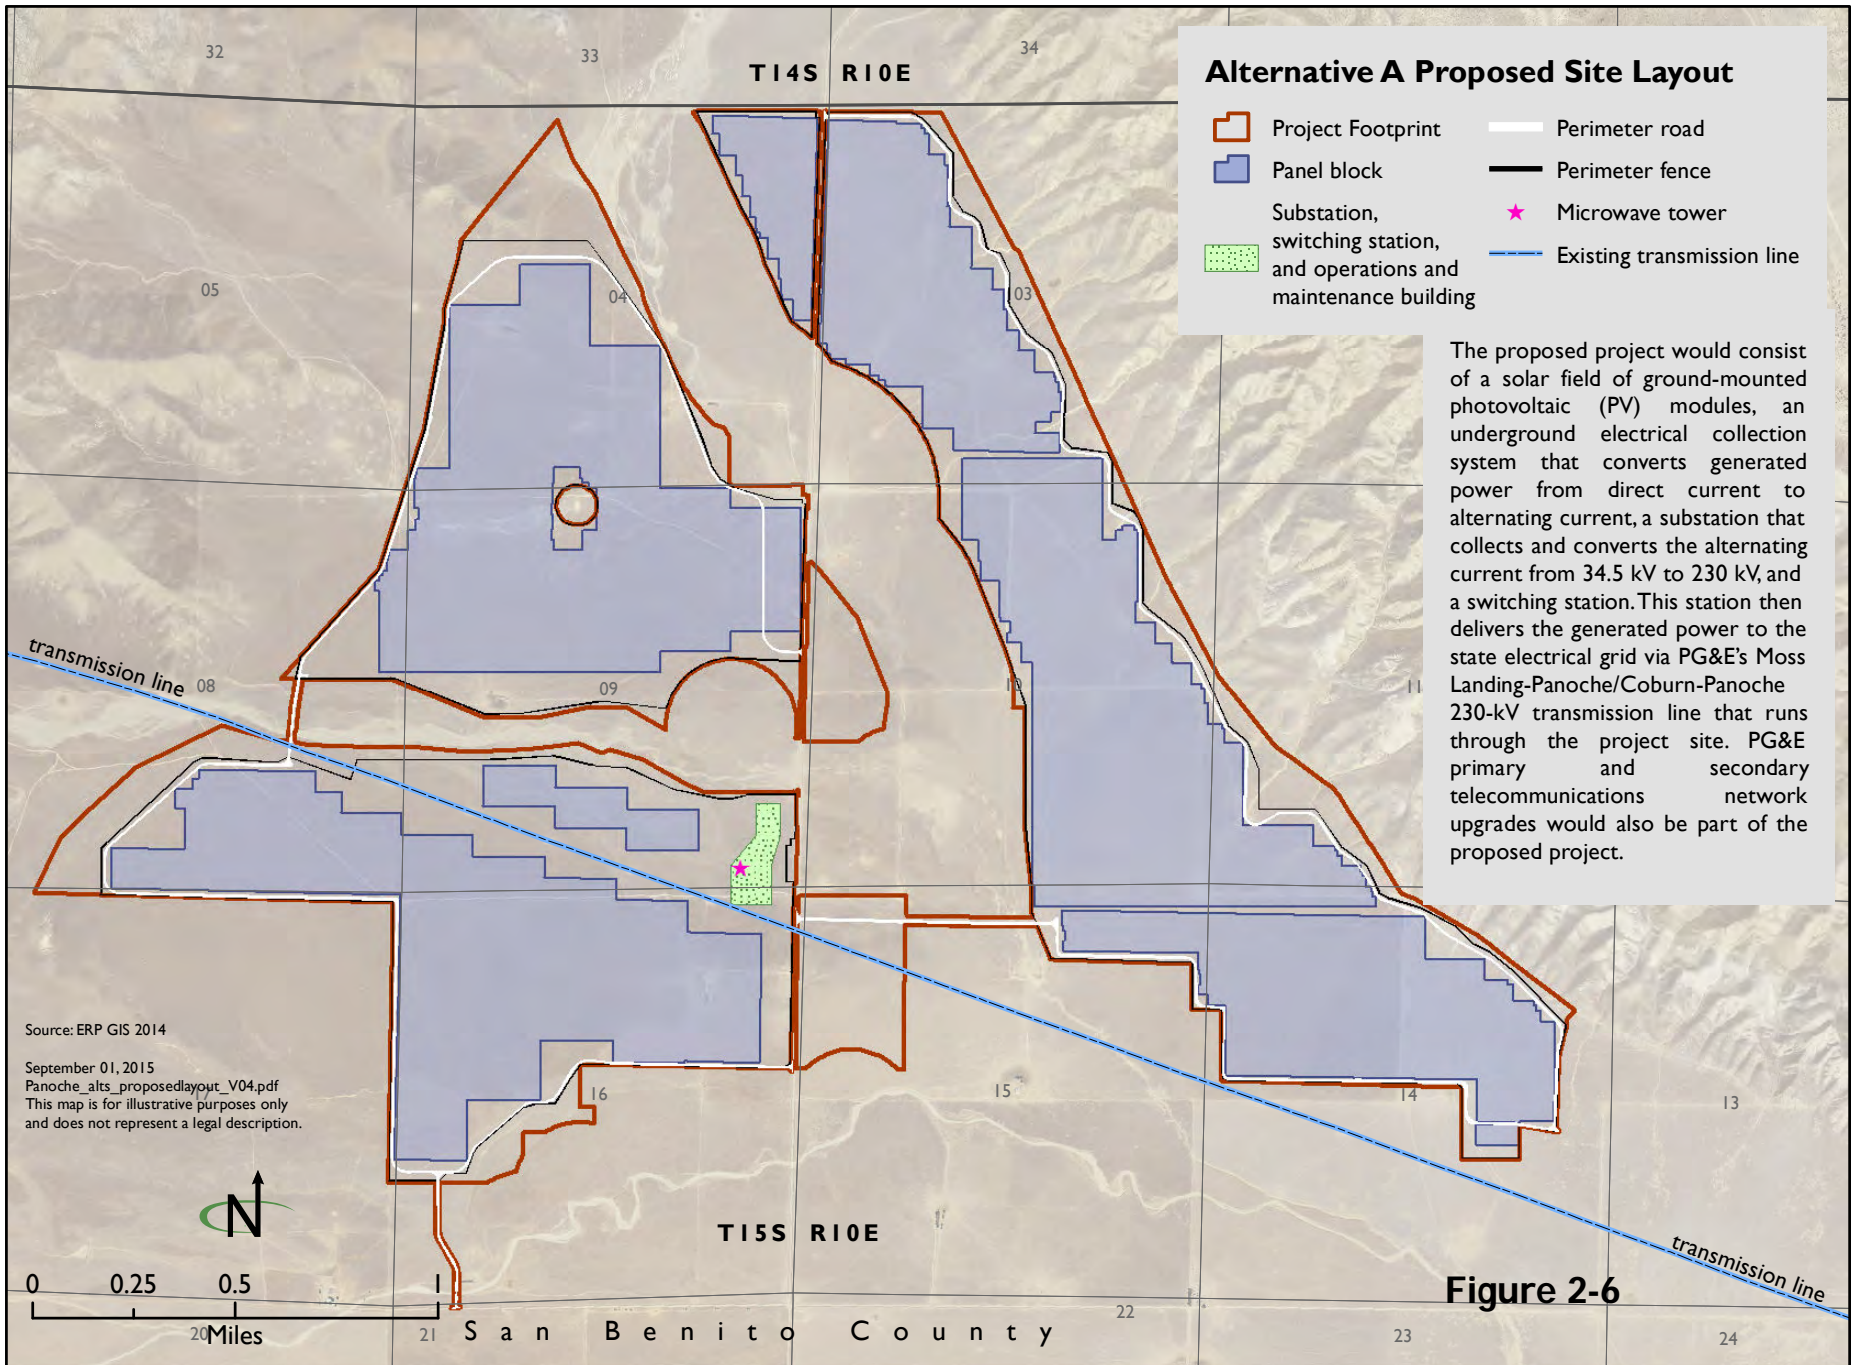 32
33
34
T14S R10E
Alternative A Proposed Site Layout
Project Footprint
Panel block
Substation,
switching station,
and operations and
maintenance building
Perimeter road
Perimeter fence
Microwave tower
Existing transmission line
05
04
03
The proposed project would consist
of a solar field of ground-mounted
photovoltaic (PV) modules, an
underground electrical collection
system that converts generated
power from direct current to
alternating current, a substation that
collects and converts the alternating
current from 34.5 kV to 230 kV, and
a switching station. This station then
delivers the generated power to the
state electrical grid via PG&E's Moss
Landing-Panoche/Coburn-Panoche
230-kV transmission line that runs
through the project site. PG&E
primary and secondary
telecommunications network
upgrades would also be part of the
proposed project.
transmission line
08
09
10
11
Source: ERP GIS 2014
September 01, 2015
Panoche_alts_proposedlayout_V04.pdf
This map is for illustrative purposes only
and does not represent a legal description.
17
16
15
14
13
N
T15S R10E
transmission line
Figure 2-6
0 0.25 0.5 1
Miles
20
21
San Benito County
22
23
24